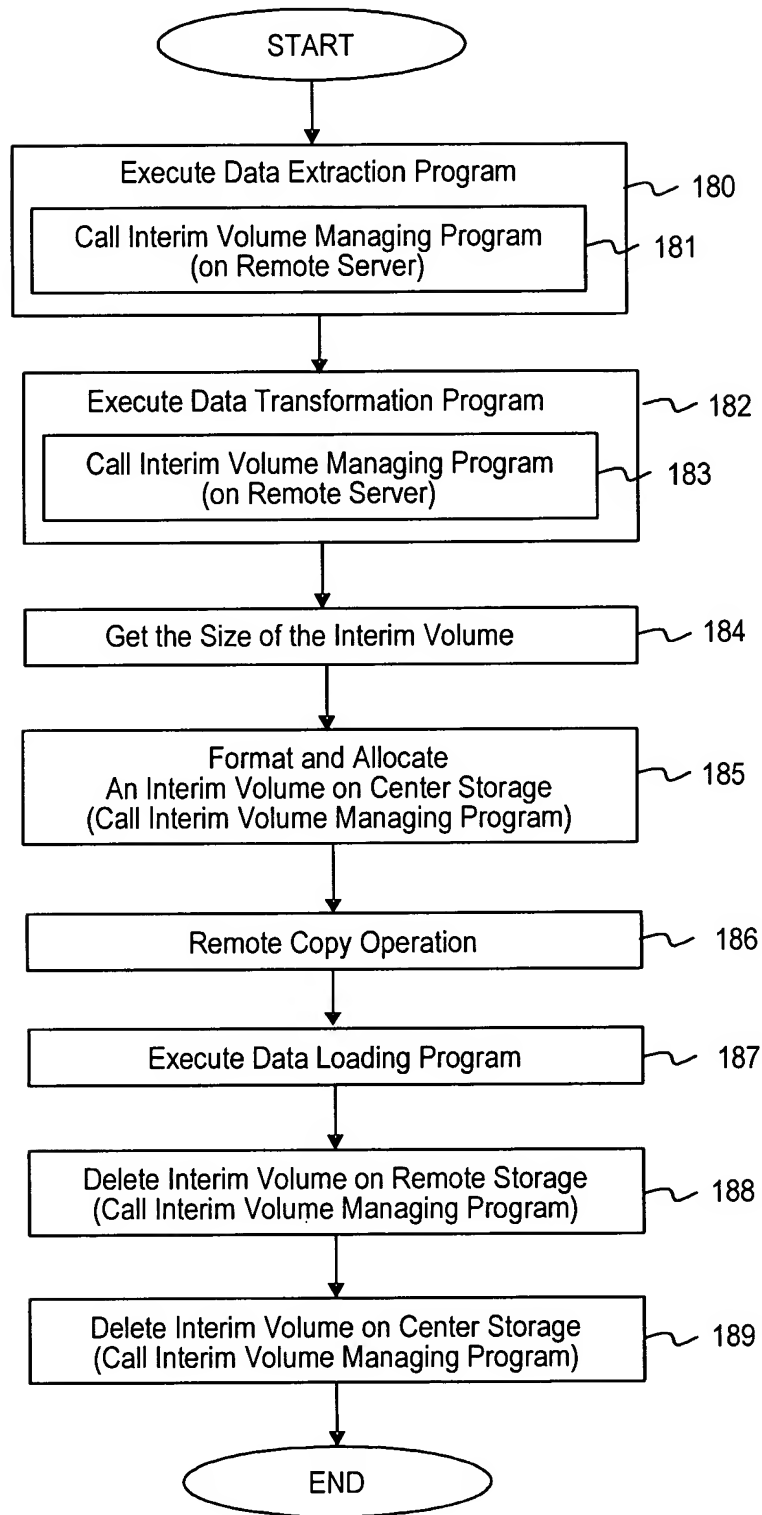 START
Execute Data Extraction Program
180
Call Interim Volume Managing Program
(on Remote Server)
181
Execute Data Transformation Program
182
Call Interim Volume Managing Program
(on Remote Server)
183
Get the Size of the Interim Volume
184
Format and Allocate
An Interim Volume on Center Storage
(Call Interim Volume Managing Program)
185
Remote Copy Operation
186
Execute Data Loading Program
187
Delete Interim Volume on Remote Storage
(Call Interim Volume Managing Program)
188
Delete Interim Volume on Center Storage
(Call Interim Volume Managing Program)
189
END